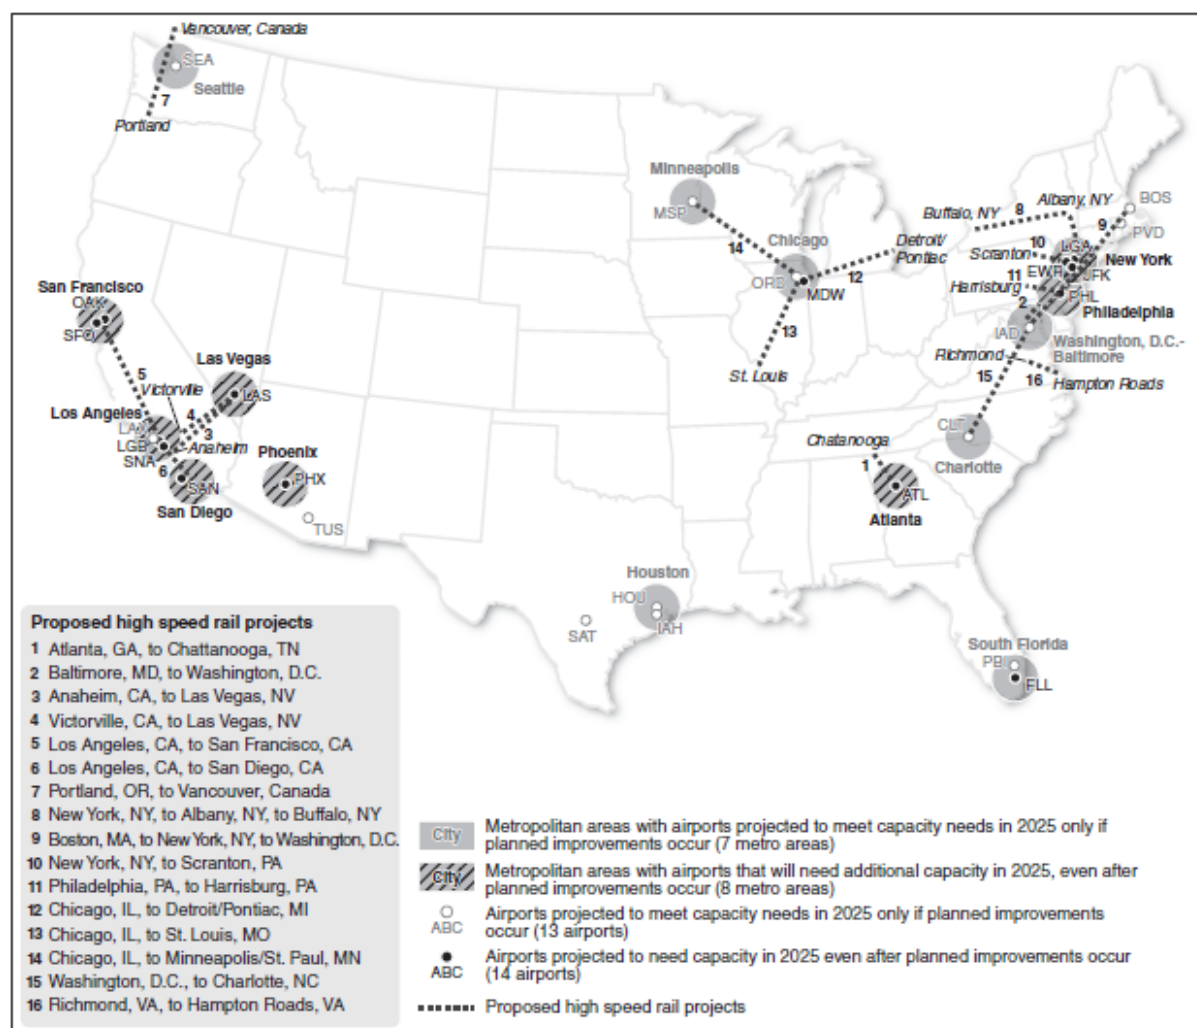 Vancouver, Canada
SEA
Seattle
7
Portland
Minneapolis
MSP
14
Chicago
ORD
MDW
12
Detroit/
Pontiac
13
St. Louis
Buffalo, NY
8
Albany, NY
BOS
9
PVD
10
Scranton
LGA
New York
EWR
JFK
11
Harrisburg
PHL
Philadelphia
2
IAD
Washington, D.C.-
Baltimore
Richmond
15
16
Hampton Roads
CLT
Charlotte
Chatanooga
1
ATL
Atlanta
San Francisco
OAK
SFO
5
Las Vegas
Victorville
LAS
4
3
Los Angeles
LAX
LGB
SNA
Anaheim
6
SAN
San Diego
Phoenix
PHX
TUS
Houston
HOU
IAH
SAT
South Florida
PBI
FLL
Proposed high speed rail projects
1 Atlanta, GA, to Chattanooga, TN
2 Baltimore, MD, to Washington, D.C.
3 Anaheim, CA, to Las Vegas, NV
4 Victorville, CA, to Las Vegas, NV
5 Los Angeles, CA, to San Francisco, CA
6 Los Angeles, CA, to San Diego, CA
7 Portland, OR, to Vancouver, Canada
8 New York, NY, to Albany, NY, to Buffalo, NY
9 Boston, MA, to New York, NY, to Washington, D.C.
10 New York, NY, to Scranton, PA
11 Philadelphia, PA, to Harrisburg, PA
12 Chicago, IL, to Detroit/Pontiac, MI
13 Chicago, IL, to St. Louis, MO
14 Chicago, IL, to Minneapolis/St. Paul, MN
15 Washington, D.C., to Charlotte, NC
16 Richmond, VA, to Hampton Roads, VA
City
Metropolitan areas with airports projected to meet capacity needs in 2025 only if
planned improvements occur (7 metro areas)
City
Metropolitan areas with airports that will need additional capacity in 2025, even after
planned improvements occur (8 metro areas)
ABC
Airports projected to meet capacity needs in 2025 only if planned improvements
occur (13 airports)
ABC
Airports projected to need capacity in 2025 even after planned improvements occur
(14 airports)
Proposed high speed rail projects